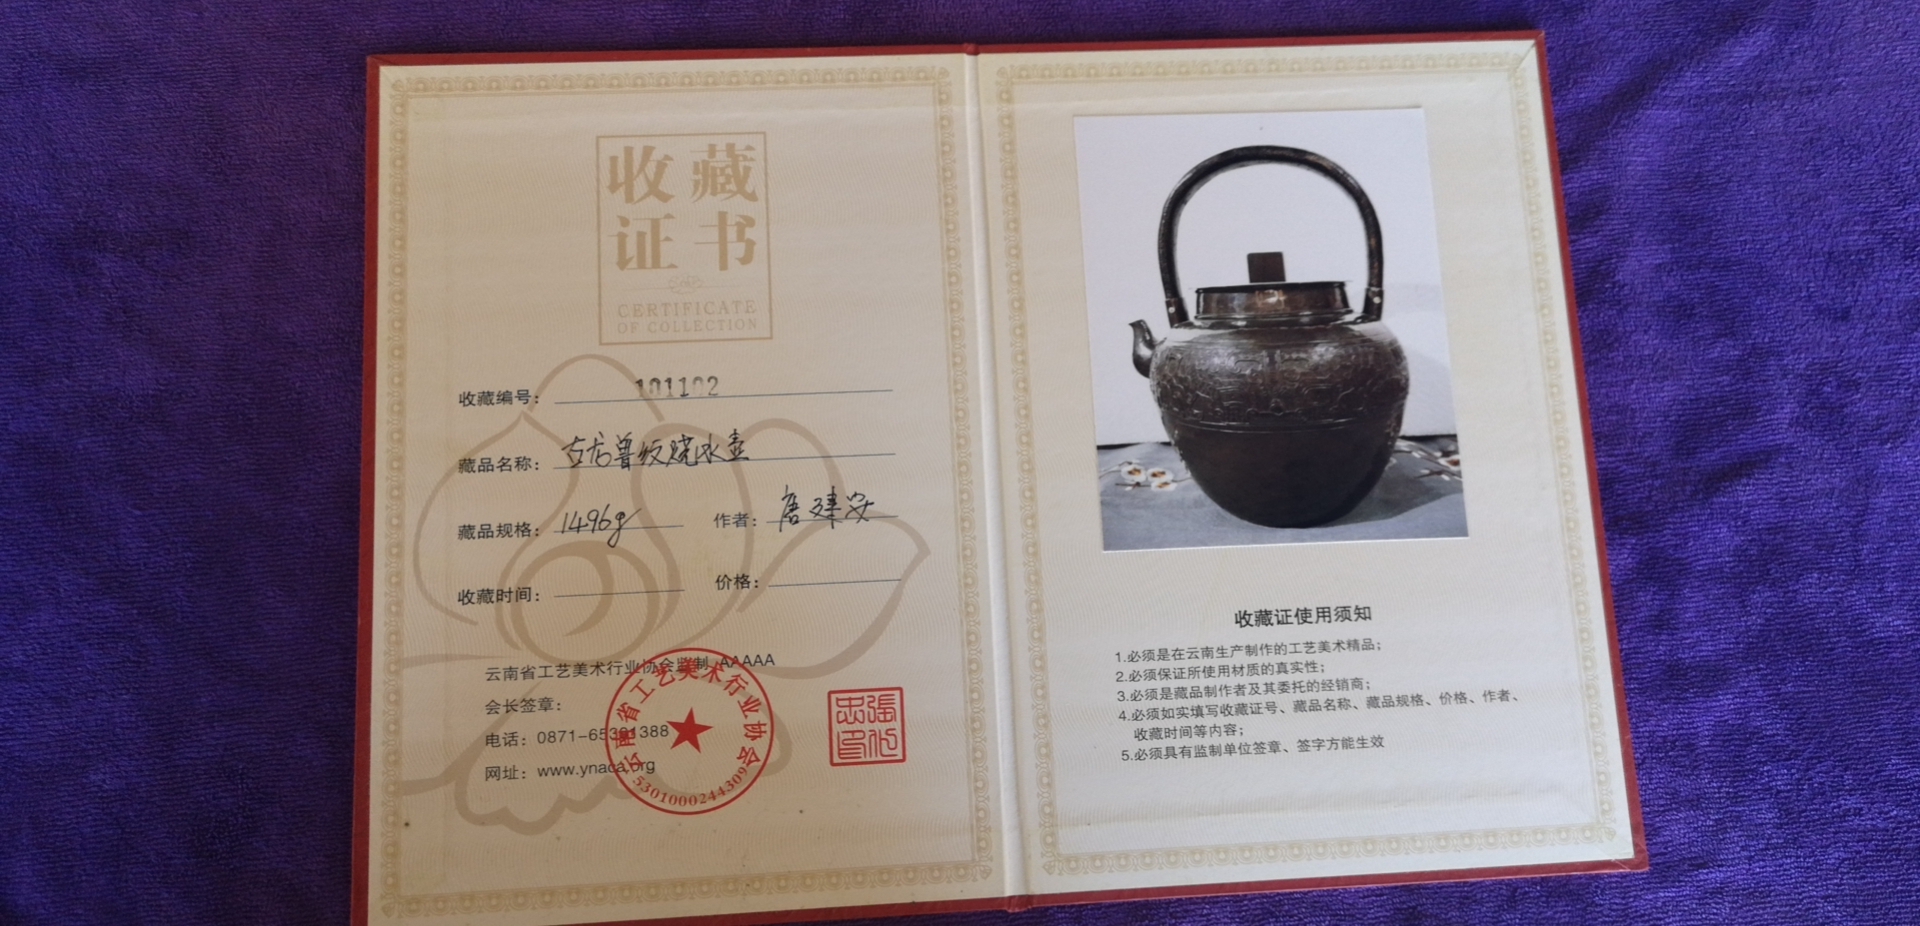 收藏
证书
CERTIFICATE
OF COLLECTION
收藏编号: 101102
藏品名称: 古龙兽纹烧水壶
藏品规格: 1496g 作者: 唐建安
收藏时间: 价格:
云南省工艺美术行业协会监制 AAAAA
会长签章:
电话: 0871-65391388
网址: www.ynaca.org
云南省工艺美术行业协会
5301000244309
收藏证使用须知
1.必须是在云南生产制作的工艺美术精品;
2.必须保证所使用材质的真实性;
3.必须是藏品制作者及其委托的经销商;
4.必须如实填写收藏证号、藏品名称、藏品规格、价格、作者、
收藏时间等内容;
5.必须具有监制单位签章、签字方能生效